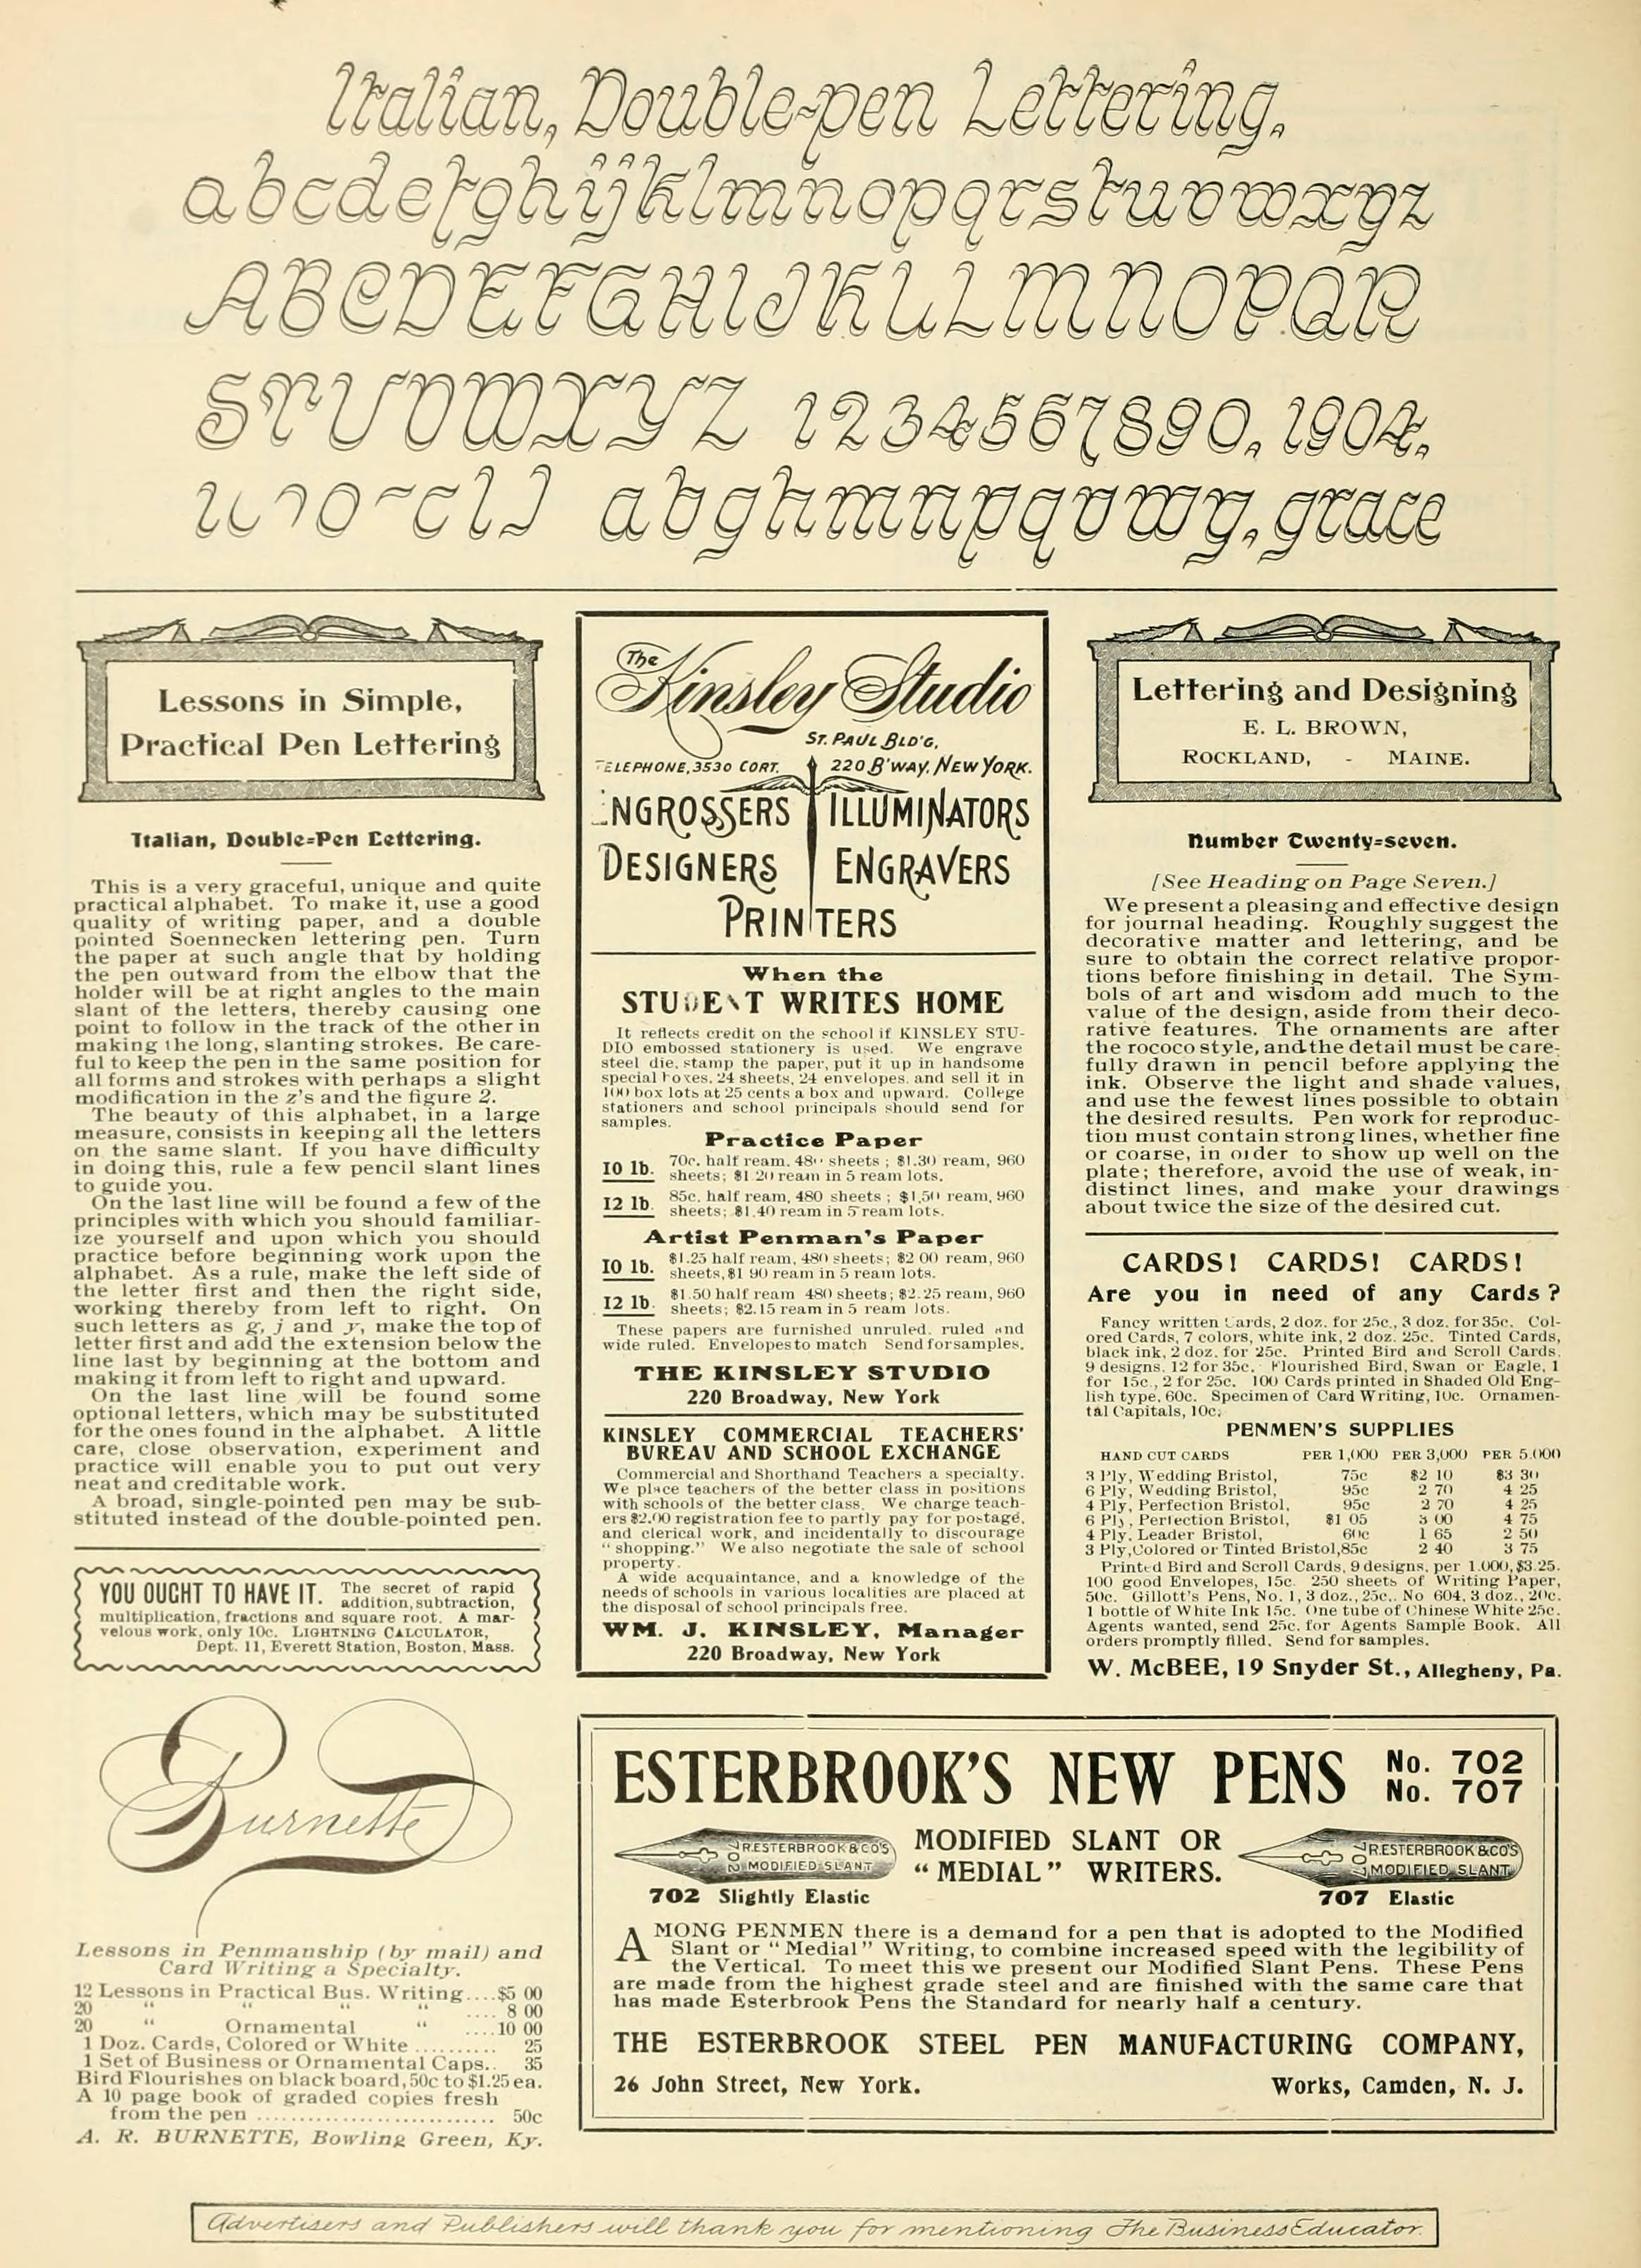 Italian, Double-pen Lettering.
abcdefghijklmnopqrstuvwxyz
ABCDEFGHIJKLLMNOPQR
STUVWXYZ 1234567890, 1904.
abghmnpqvwy, grace
Lessons in Simple,
Practical Pen Lettering
Italian, Double=Pen Lettering.
This is a very graceful, unique and quite
practical alphabet. To make it, use a good
quality of writing paper, and a double
pointed Soennecken lettering pen. Turn
the paper at such angle that by holding
the pen outward from the elbow that the
holder will be at right angles to the main
slant of the letters, thereby causing one
point to follow in the track of the other in
making the long, slanting strokes. Be care-
ful to keep the pen in the same position for
all forms and strokes with perhaps a slight
modification in the z's and the figure 2.
The beauty of this alphabet, in a large
measure, consists in keeping all the letters
on the same slant. If you have difficulty
in doing this, rule a few pencil slant lines
to guide you.
On the last line will be found a few of the
principles with which you should familiar-
ize yourself and upon which you should
practice before beginning work upon the
alphabet. As a rule, make the left side of
the letter first and then the right side,
working thereby from left to right. On
such letters as g, j and y, make the top of
letter first and add the extension below the
line last by beginning at the bottom and
making it from left to right and upward.
On the last line will be found some
optional letters, which may be substituted
for the ones found in the alphabet. A little
care, close observation, experiment and
practice will enable you to put out very
neat and creditable work.
A broad, single-pointed pen may be sub-
stituted instead of the double-pointed pen.
YOU OUGHT TO HAVE IT. The secret of rapid
addition, subtraction,
multiplication, fractions and square root. A mar-
velous work, only 10c. LIGHTNING CALCULATOR,
Dept. 11, Everett Station, Boston, Mass.
Burnette
Lessons in Penmanship (by mail) and
Card Writing a Specialty.
12 Lessons in Practical Bus. Writing....$5 00
20 " " " " .... 8 00
20 " Ornamental " ....10 00
1 Doz. Cards, Colored or White .......... 25
1 Set of Business or Ornamental Caps.. 35
Bird Flourishes on black board, 50c to $1.25 ea.
A 10 page book of graded copies fresh
from the pen ............................ 50c
A. R. BURNETTE, Bowling Green, Ky.
The Kinsley Studio
ST. PAUL BLD'G,
TELEPHONE, 3530 CORT. 220 B'WAY, NEW YORK.
ENGROSSERS ILLUMINATORS
DESIGNERS ENGRAVERS
PRINTERS
When the
STUDENT WRITES HOME
It reflects credit on the school if KINSLEY STU-
DIO embossed stationery is used. We engrave
steel die, stamp the paper, put it up in handsome
special boxes, 24 sheets, 24 envelopes, and sell it in
100 box lots at 25 cents a box and upward. College
stationers and school principals should send for
samples.
Practice Paper
10 lb. 70c. half ream, 480 sheets; $1.30 ream, 960
sheets; $1.20 ream in 5 ream lots.
12 lb. 85c. half ream, 480 sheets; $1.50 ream, 960
sheets; $1.40 ream in 5 ream lots.
Artist Penman's Paper
10 lb. $1.25 half ream, 480 sheets; $2 00 ream, 960
sheets, $1 90 ream in 5 ream lots.
12 lb. $1.50 half ream 480 sheets; $2.25 ream, 960
sheets; $2.15 ream in 5 ream lots.
These papers are furnished unruled, ruled and
wide ruled. Envelopes to match Send for samples.
THE KINSLEY STUDIO
220 Broadway, New York
KINSLEY COMMERCIAL TEACHERS'
BUREAU AND SCHOOL EXCHANGE
Commercial and Shorthand Teachers a specialty.
We place teachers of the better class in positions
with schools of the better class. We charge teach-
ers $2.00 registration fee to partly pay for postage,
and clerical work, and incidentally to discourage
"shopping." We also negotiate the sale of school
property.
A wide acquaintance, and a knowledge of the
needs of schools in various localities are placed at
the disposal of school principals free.
WM. J. KINSLEY, Manager
220 Broadway, New York
Lettering and Designing
E. L. BROWN,
ROCKLAND, - MAINE.
Number Twenty=seven.
[See Heading on Page Seven.]
We present a pleasing and effective design
for journal heading. Roughly suggest the
decorative matter and lettering, and be
sure to obtain the correct relative propor-
tions before finishing in detail. The Sym-
bols of art and wisdom add much to the
value of the design, aside from their deco-
rative features. The ornaments are after
the rococo style, and the detail must be care-
fully drawn in pencil before applying the
ink. Observe the light and shade values,
and use the fewest lines possible to obtain
the desired results. Pen work for reproduc-
tion must contain strong lines, whether fine
or coarse, in order to show up well on the
plate; therefore, avoid the use of weak, in-
distinct lines, and make your drawings
about twice the size of the desired cut.
CARDS! CARDS! CARDS!
Are you in need of any Cards?
Fancy written Cards, 2 doz. for 25c., 3 doz. for 35c. Col-
ored Cards, 7 colors, white ink, 2 doz. 25c. Tinted Cards,
black ink, 2 doz. for 25c. Printed Bird and Scroll Cards,
9 designs, 12 for 35c. Flourished Bird, Swan or Eagle, 1
for 15c., 2 for 25c. 100 Cards printed in Shaded Old Eng-
lish type, 60c. Specimen of Card Writing, 10c. Ornamen-
tal Capitals, 10c.
PENMEN'S SUPPLIES
HAND CUT CARDS PER 1,000 PER 3,000 PER 5.000
3 Ply, Wedding Bristol, 75c $2 10 $3 30
6 Ply, Wedding Bristol, 95c 2 70 4 25
4 Ply, Perfection Bristol, 95c 2 70 4 25
6 Ply, Perfection Bristol, $1 05 3 00 4 75
4 Ply. Leader Bristol, 60c 1 65 2 50
3 Ply, Colored or Tinted Bristol, 85c 2 40 3 75
Printed Bird and Scroll Cards, 9 designs, per 1.000, $3.25.
100 good Envelopes, 15c. 250 sheets of Writing Paper,
50c. Gillott's Pens, No. 1, 3 doz., 25c., No 604, 3 doz., 20c.
1 bottle of White Ink 15c. One tube of Chinese White 25c.
Agents wanted, send 25c. for Agents Sample Book. All
orders promptly filled. Send for samples.
W. McBEE, 19 Snyder St., Allegheny, Pa.
ESTERBROOK'S NEW PENS No. 702
No. 707
R. ESTERBROOK & CO'S
702 MODIFIED SLANT
MODIFIED SLANT OR
"MEDIAL" WRITERS.
R. ESTERBROOK & CO'S
707 MODIFIED SLANT
702 Slightly Elastic
707 Elastic
AMONG PENMEN there is a demand for a pen that is adopted to the Modified
Slant or "Medial" Writing, to combine increased speed with the legibility of
the Vertical. To meet this we present our Modified Slant Pens. These Pens
are made from the highest grade steel and are finished with the same care that
has made Esterbrook Pens the Standard for nearly half a century.
THE ESTERBROOK STEEL PEN MANUFACTURING COMPANY,
26 John Street, New York. Works, Camden, N. J.
Advertisers and Publishers will thank you for mentioning The Business Educator.